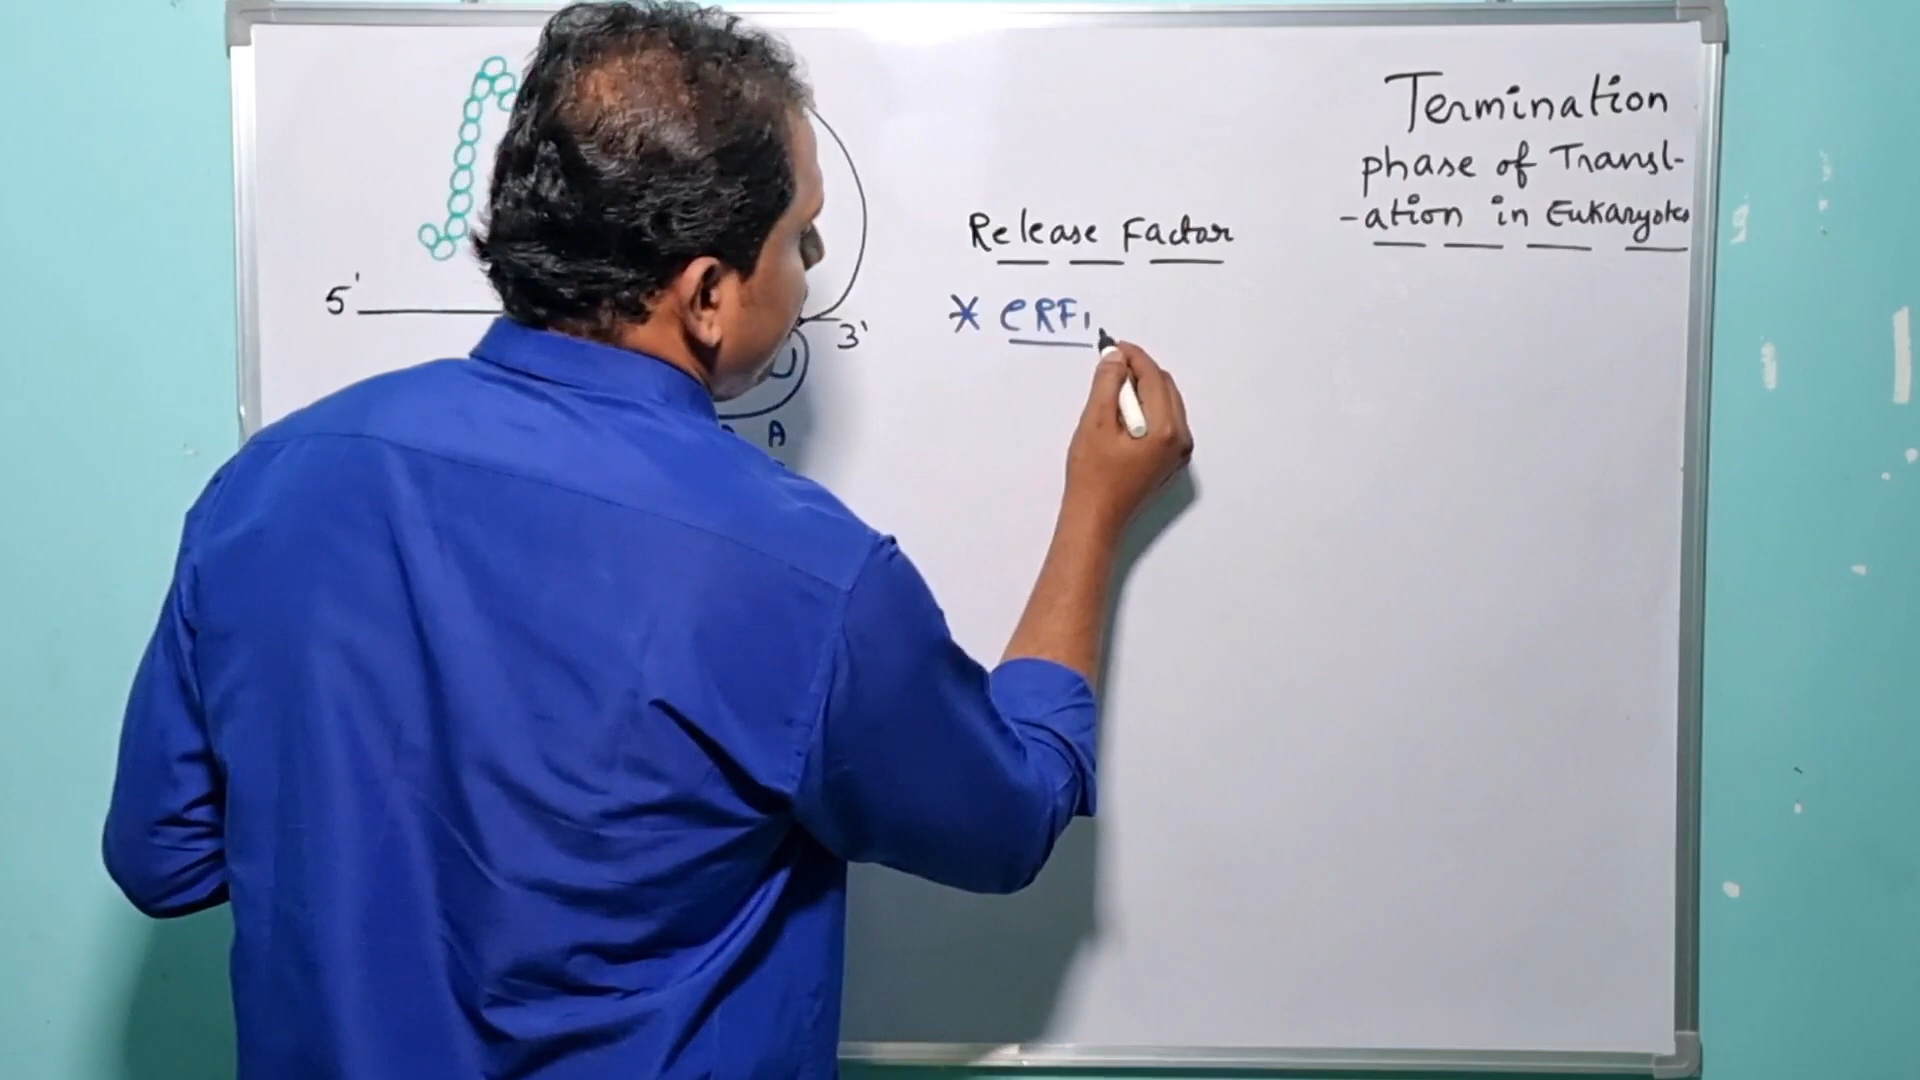 Termination
phase of Transl-
-ation in Eukaryotes
Release Factor
* eRF1
5'
3'
U
A